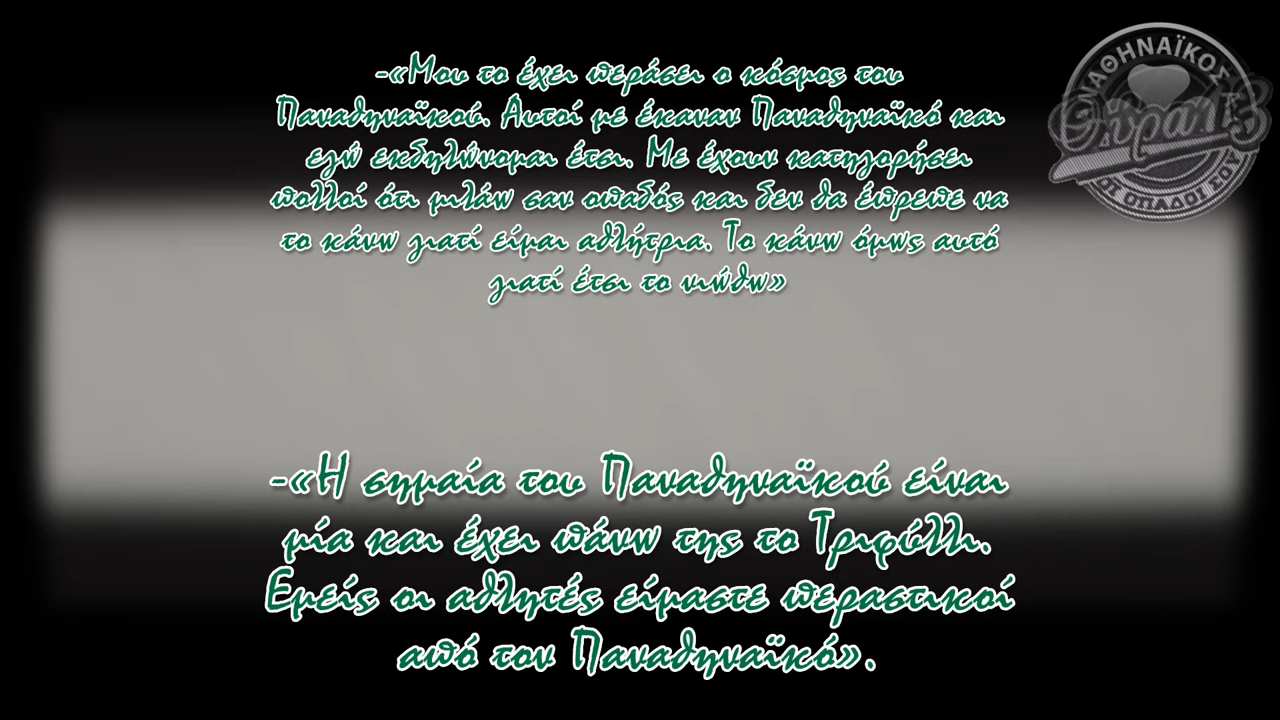 ΠΑΝΑΘΗΝΑΪΚΟΣ
Θύρα 13
-«Μου το έχει περάσει ο κόσμος του
Παναθηναϊκού. Αυτοί με έκαναν Παναθηναϊκό και
εγώ εκδηλώνομαι έτσι. Με έχουν κατηγορήσει
πολλοί ότι μιλάω σαν οπαδός και δεν θα έπρεπε να
το κάνω γιατί είμαι αθλήτρια. Το κάνω όμως αυτό
γιατί έτσι το νιώθω»
-«Η σημαία του Παναθηναϊκού είναι
μία και έχει πάνω της το Τριφύλλι.
Εμείς οι αθλητές είμαστε περαστικοί
από τον Παναθηναϊκό».